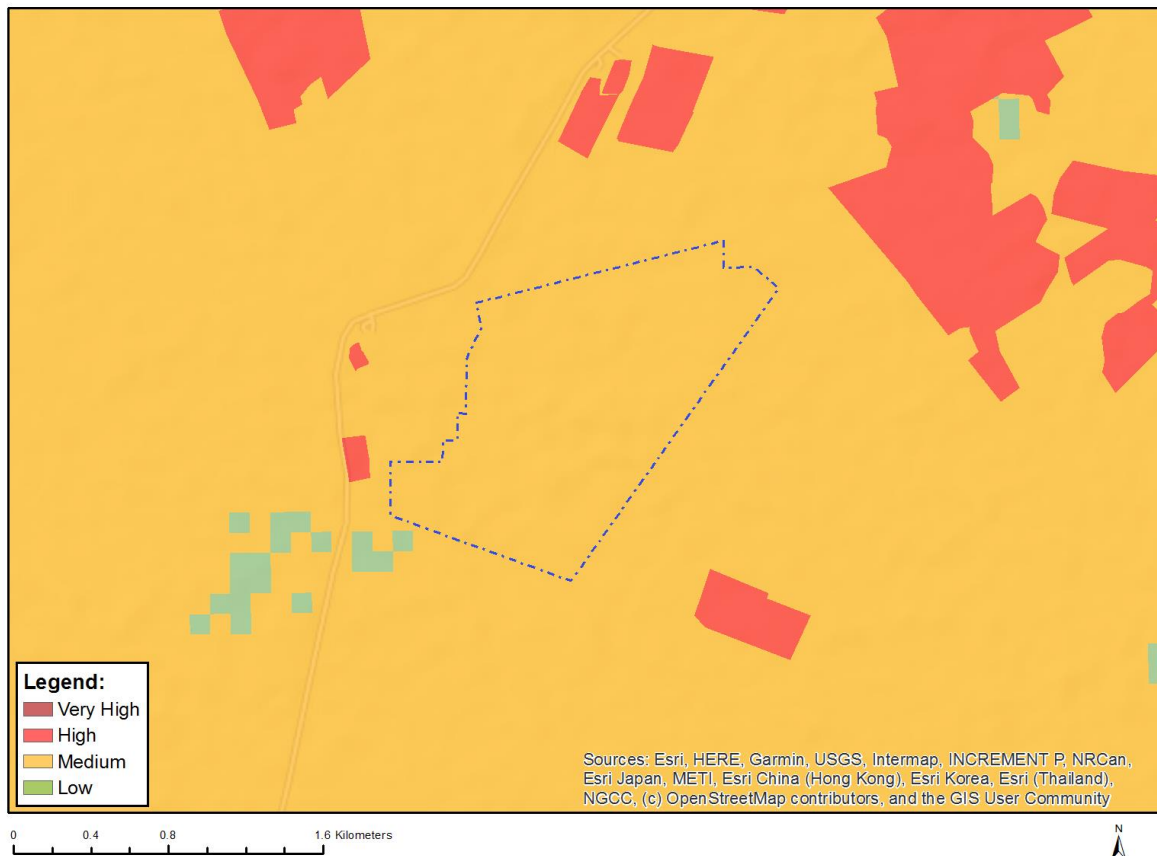 Legend:
Very High
High
Medium
Low
Sources: Esri, HERE, Garmin, USGS, Intermap, INCREMENT P, NRCan,
Esri Japan, METI, Esri China (Hong Kong), Esri Korea, Esri (Thailand),
NGCC, (c) OpenStreetMap contributors, and the GIS User Community
0 0.4 0.8 1.6 Kilometers
N